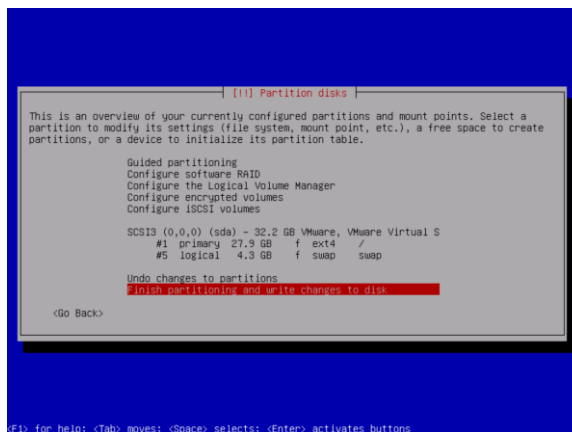 [!!] Partition disks
This is an overview of your currently configured partitions and mount points. Select a
partition to modify its settings (file system, mount point, etc.), a free space to create
partitions, or a device to initialize its partition table.
Guided partitioning
Configure software RAID
Configure the Logical Volume Manager
Configure encrypted volumes
Configure iSCSI volumes
SCSI3 (0,0,0) (sda) - 32.2 GB VMware, VMware Virtual S
#1 primary 27.9 GB f ext4 /
#5 logical 4.3 GB f swap swap
Undo changes to partitions
Finish partitioning and write changes to disk
<Go Back>
<F1> for help; <Tab> moves; <Space> selects; <Enter> activates buttons